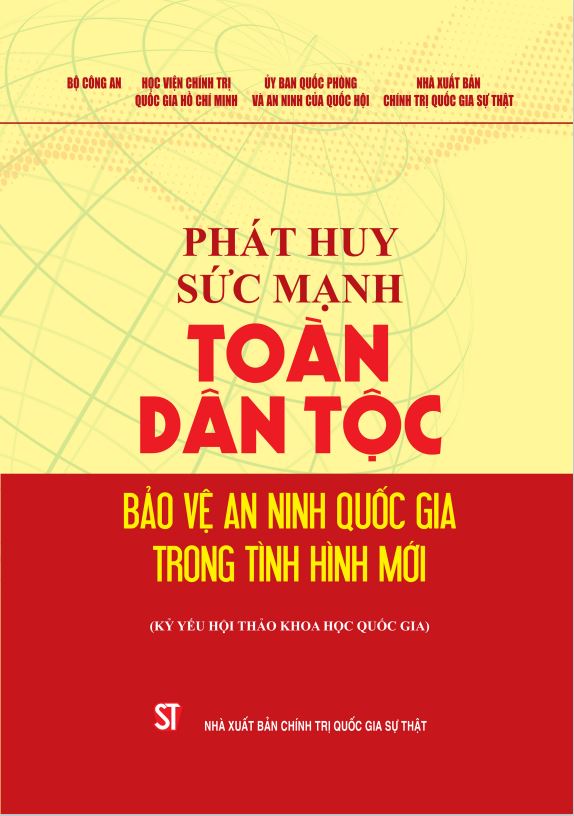 BỘ CÔNG AN
HỌC VIỆN CHÍNH TRỊ
QUỐC GIA HỒ CHÍ MINH
ỦY BAN QUỐC PHÒNG
VÀ AN NINH CỦA QUỐC HỘI
NHÀ XUẤT BẢN
CHÍNH TRỊ QUỐC GIA SỰ THẬT
PHÁT HUY
SỨC MẠNH
TOÀN
DÂN TỘC
BẢO VỆ AN NINH QUỐC GIA
TRONG TÌNH HÌNH MỚI
(KỶ YẾU HỘI THẢO KHOA HỌC QUỐC GIA)
ST
NHÀ XUẤT BẢN CHÍNH TRỊ QUỐC GIA SỰ THẬT